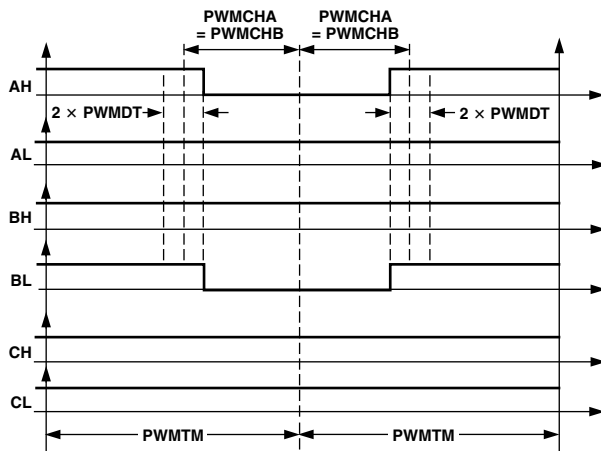 PWMCHA PWMCHA
= PWMCHB = PWMCHB
AH
2 × PWMDT 2 × PWMDT
AL
BH
BL
CH
CL
PWMTM PWMTM